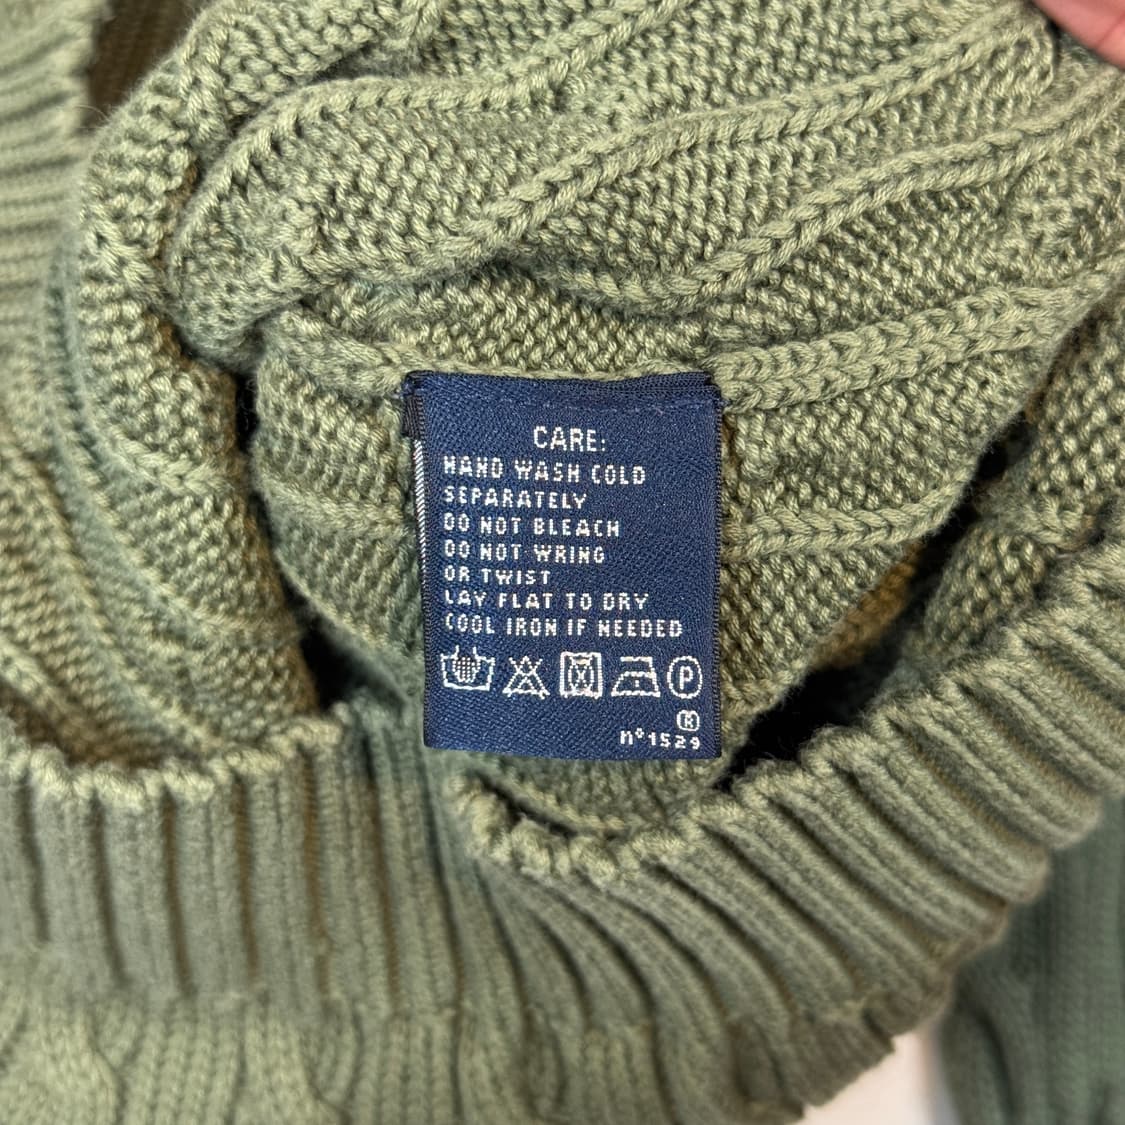 CARE:
HAND WASH COLD
SEPARATELY
DO NOT BLEACH
DO NOT WRING
OR TWIST
LAY FLAT TO DRY
COOL IRON IF NEEDED
P
K
nº1529